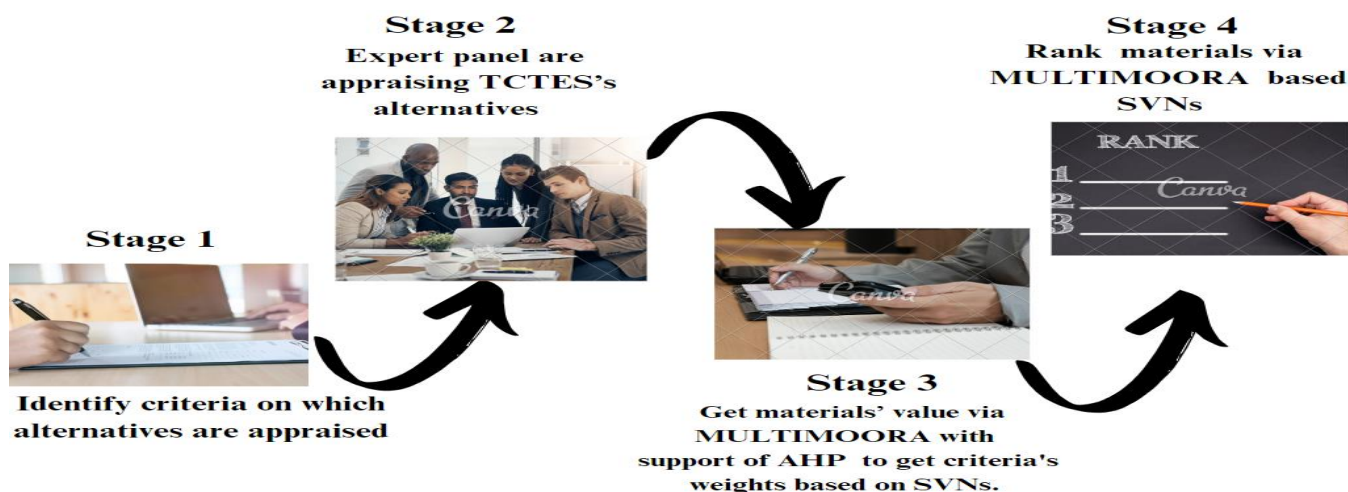 Stage 1
Identify criteria on which
alternatives are appraised
Stage 2
Expert panel are
appraising TCTES's
alternatives
Canva
Stage 3
Get materials' value via
MULTIMOORA with
support of AHP to get criteria's
weights based on SVNs.
Canva
Stage 4
Rank materials via
MULTIMOORA based
SVNs
RANK
1
2
3
Canva